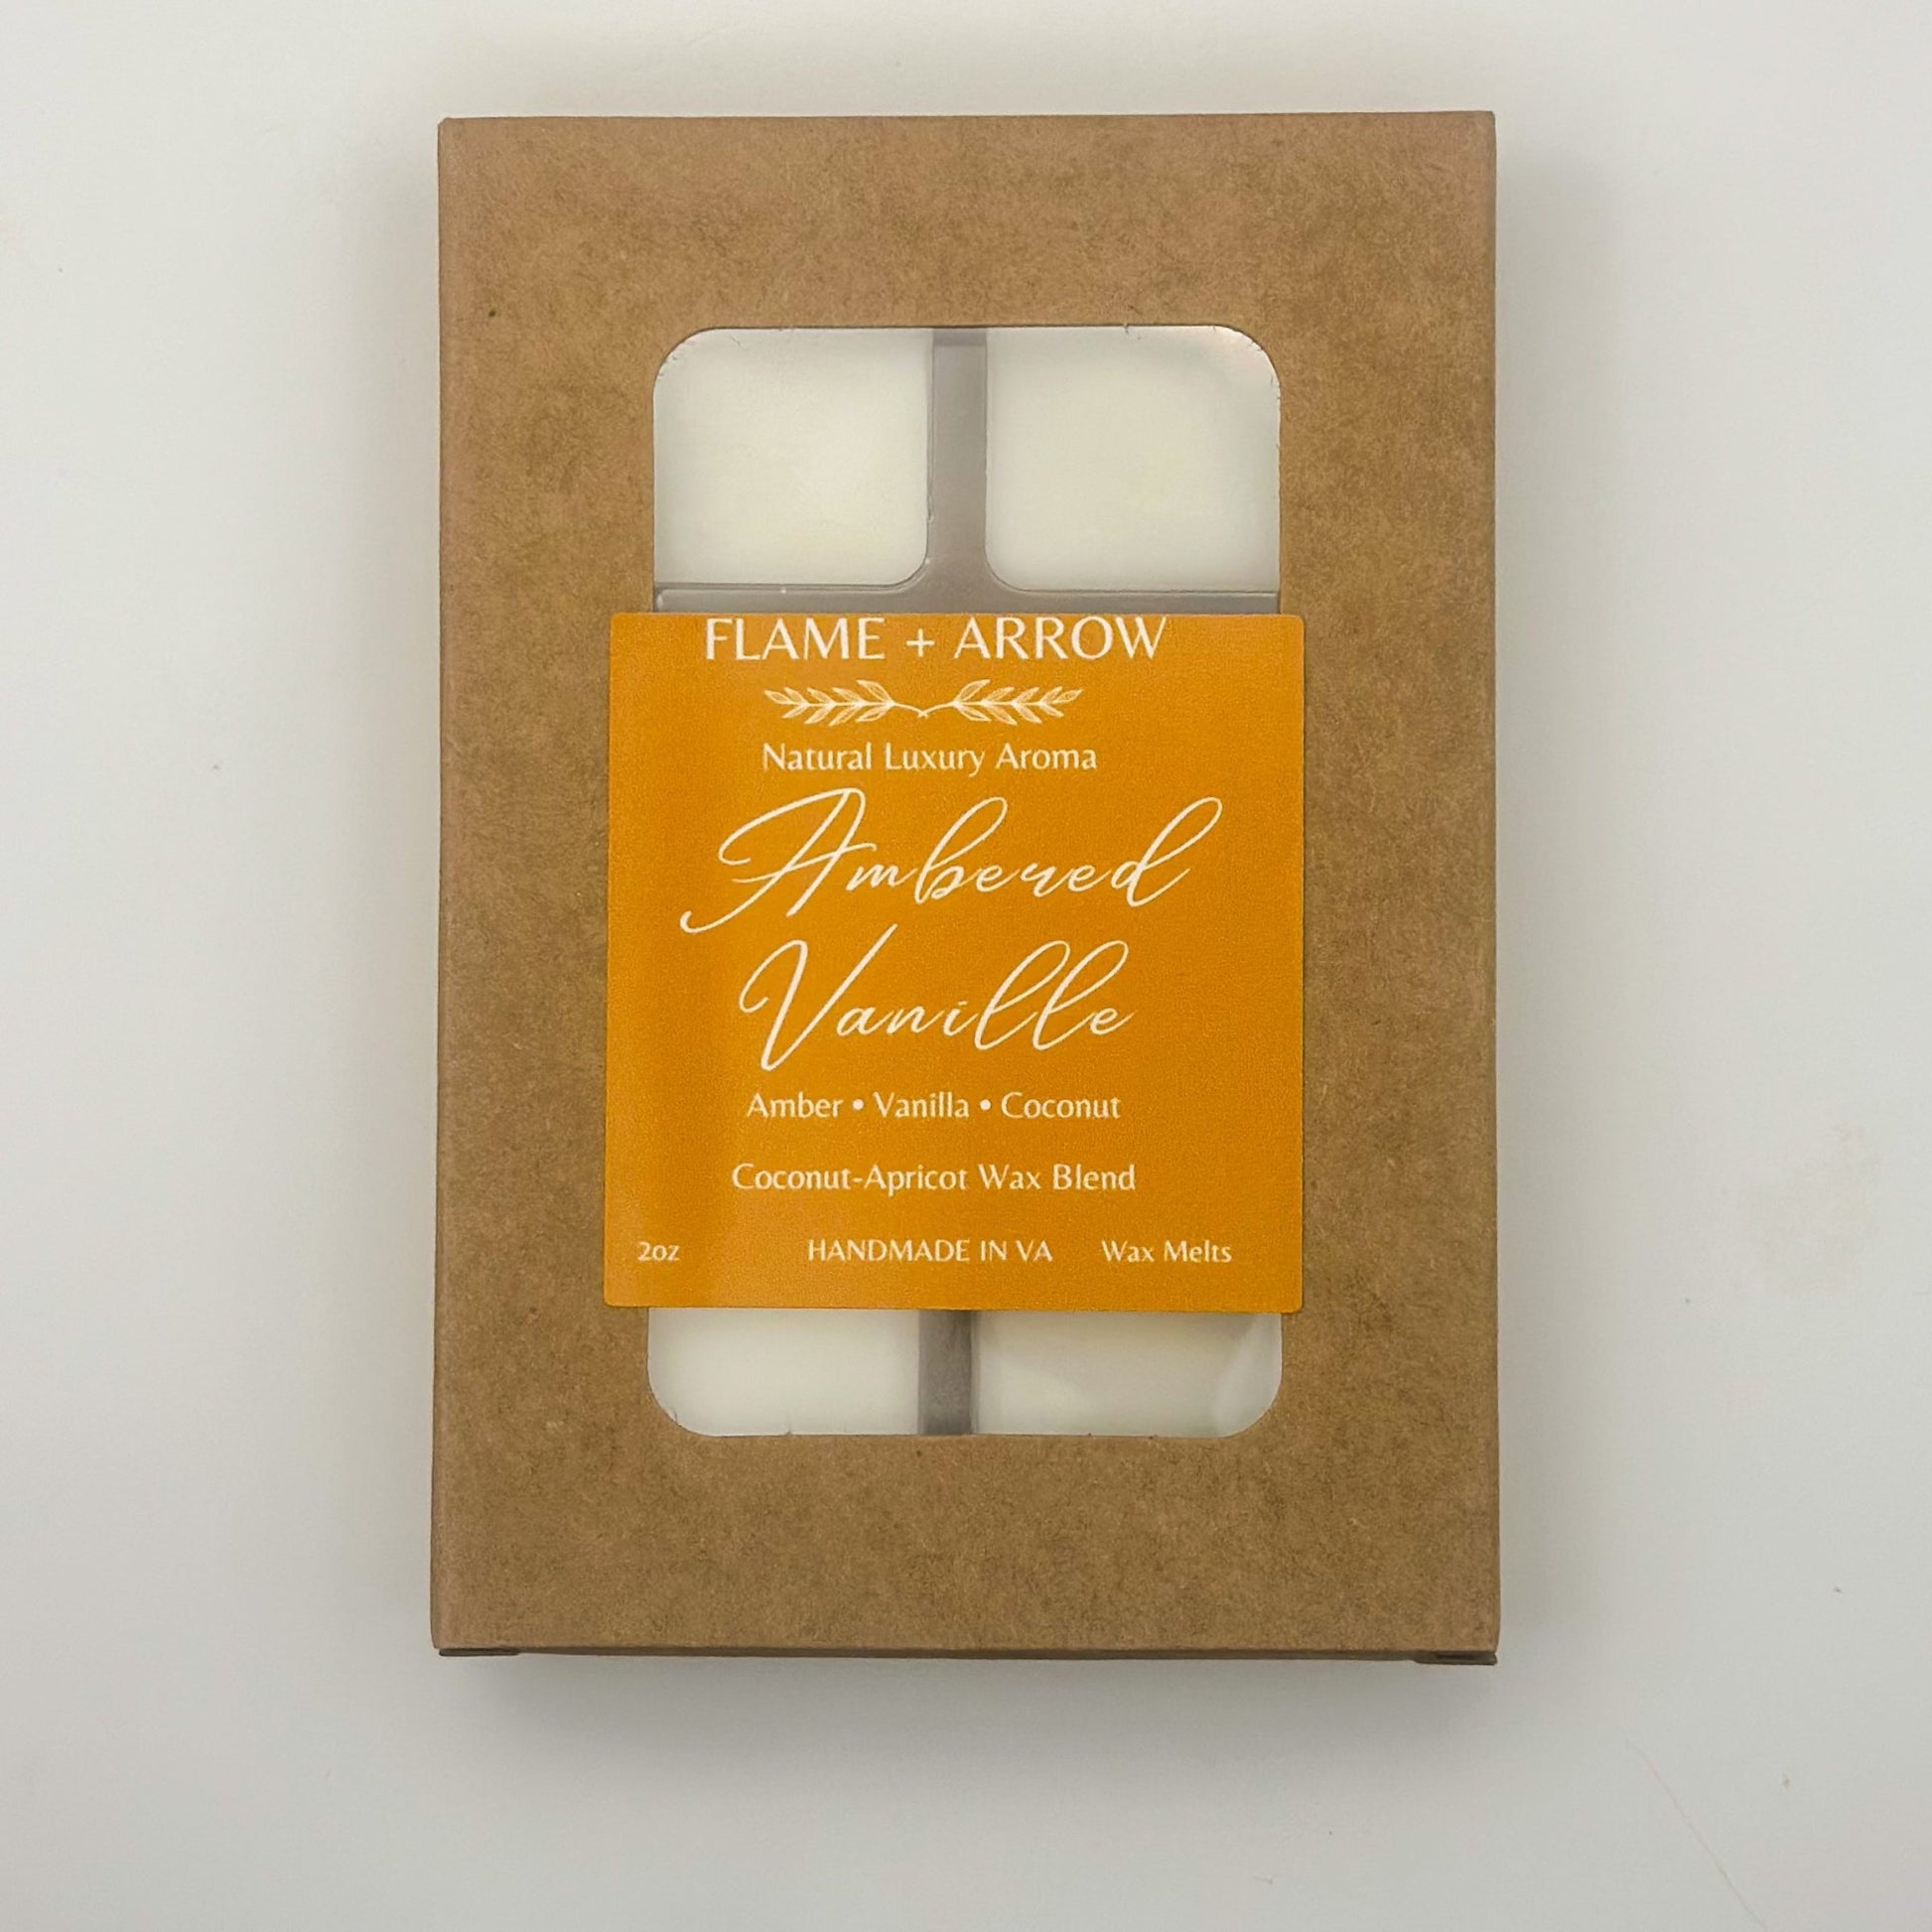 FLAME + ARROW
Natural Luxury Aroma
Ambered
Vanille
Amber • Vanilla • Coconut
Coconut-Apricot Wax Blend
2oz HANDMADE IN VA Wax Melts